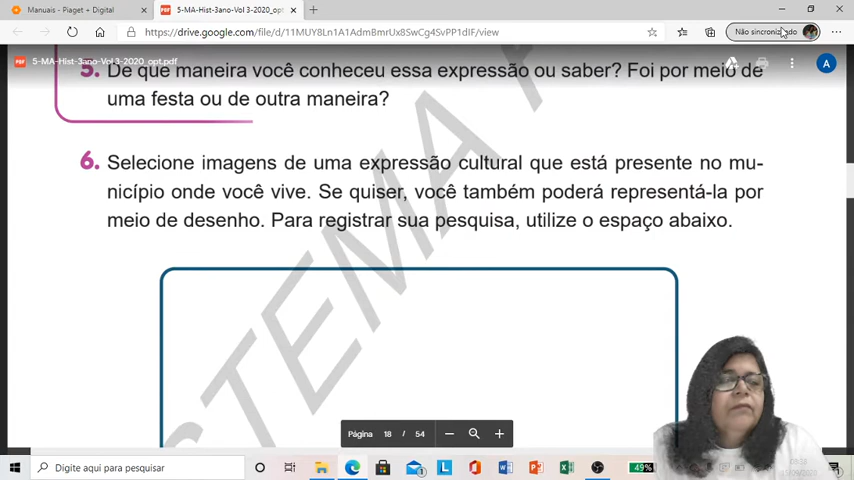 Manuais - Piaget + Digital
5-MA-Hist-3ano-Vol 3-2020_opt
https://drive.google.com/file/d/11MUY8Ln1A1AdmBmrUx8SwCg4SvPP1dIF/view
Não sincronizado
5-MA-Hist-3ano-Vol 3-2020_opt.pdf
A
5. De que maneira você conheceu essa expressão ou saber? Foi por meio de
uma festa ou de outra maneira?
6. Selecione imagens de uma expressão cultural que está presente no mu-
nicípio onde você vive. Se quiser, você também poderá representá-la por
meio de desenho. Para registrar sua pesquisa, utilize o espaço abaixo.
STEMA
Página 18 / 54
Digite aqui para pesquisar
49%